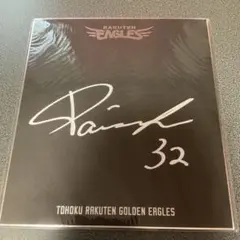 RAKUTEN
EAGLES
32
TOHOKU RAKUTEN GOLDEN EAGLES